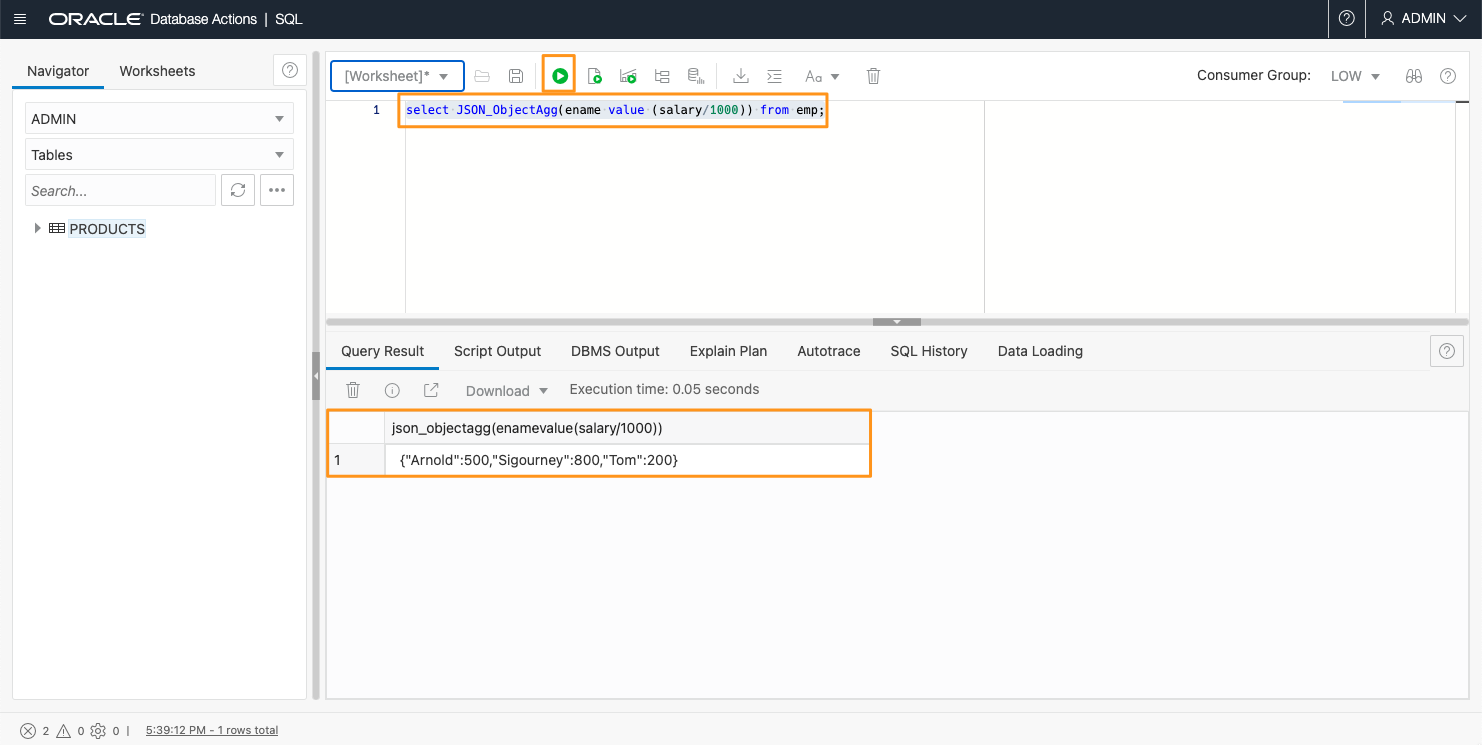 ORACLE Database Actions | SQL
ADMIN
Navigator
Worksheets
ADMIN
Tables
Search...
PRODUCTS
[Worksheet]*
Aa
Consumer Group: LOW
1 select JSON_ObjectAgg(ename value (salary/1000)) from emp;
Query Result
Script Output
DBMS Output
Explain Plan
Autotrace
SQL History
Data Loading
Download
Execution time: 0.05 seconds
json_objectagg(enamevalue(salary/1000))
1 {"Arnold":500,"Sigourney":800,"Tom":200}
2 0 0 | 5:39:12 PM - 1 rows total